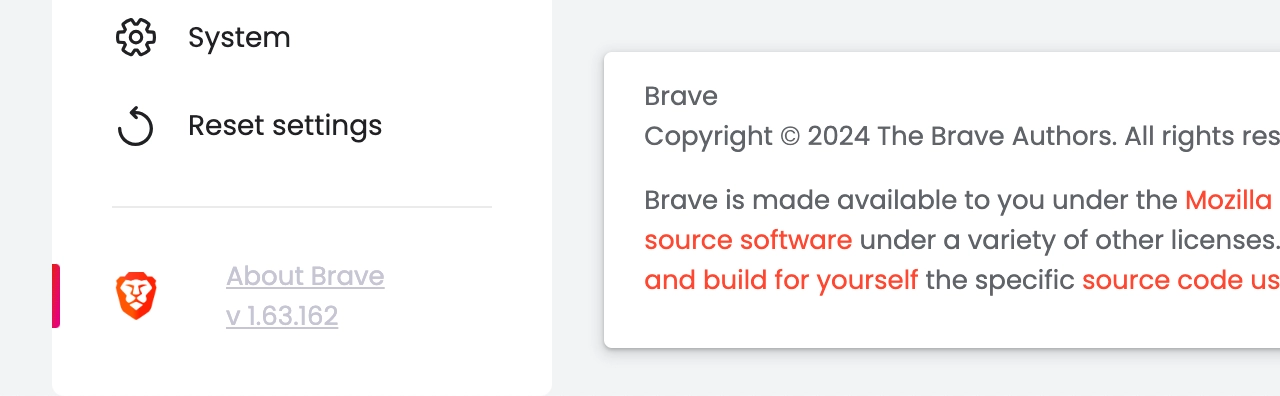 System
Reset settings
About Brave
v 1.63.162
Brave
Copyright © 2024 The Brave Authors. All rights
Brave is made available to you under the Mozilla
source software under a variety of other licenses.
and build for yourself the specific source code